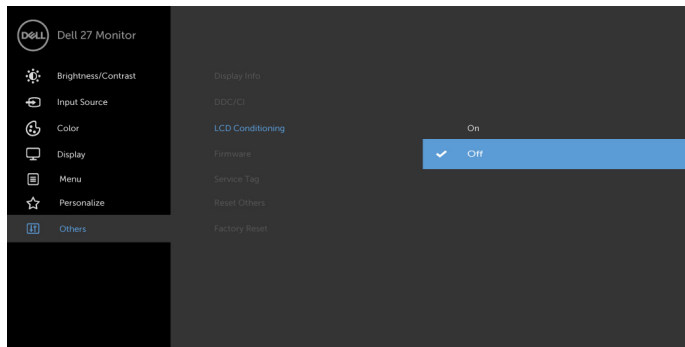 DELL Dell 27 Monitor
Brightness/Contrast
Input Source
Color
Display
Menu
Personalize
Others
Display Info
DDC/CI
LCD Conditioning
Firmware
Service Tag
Reset Others
Factory Reset
On
Off